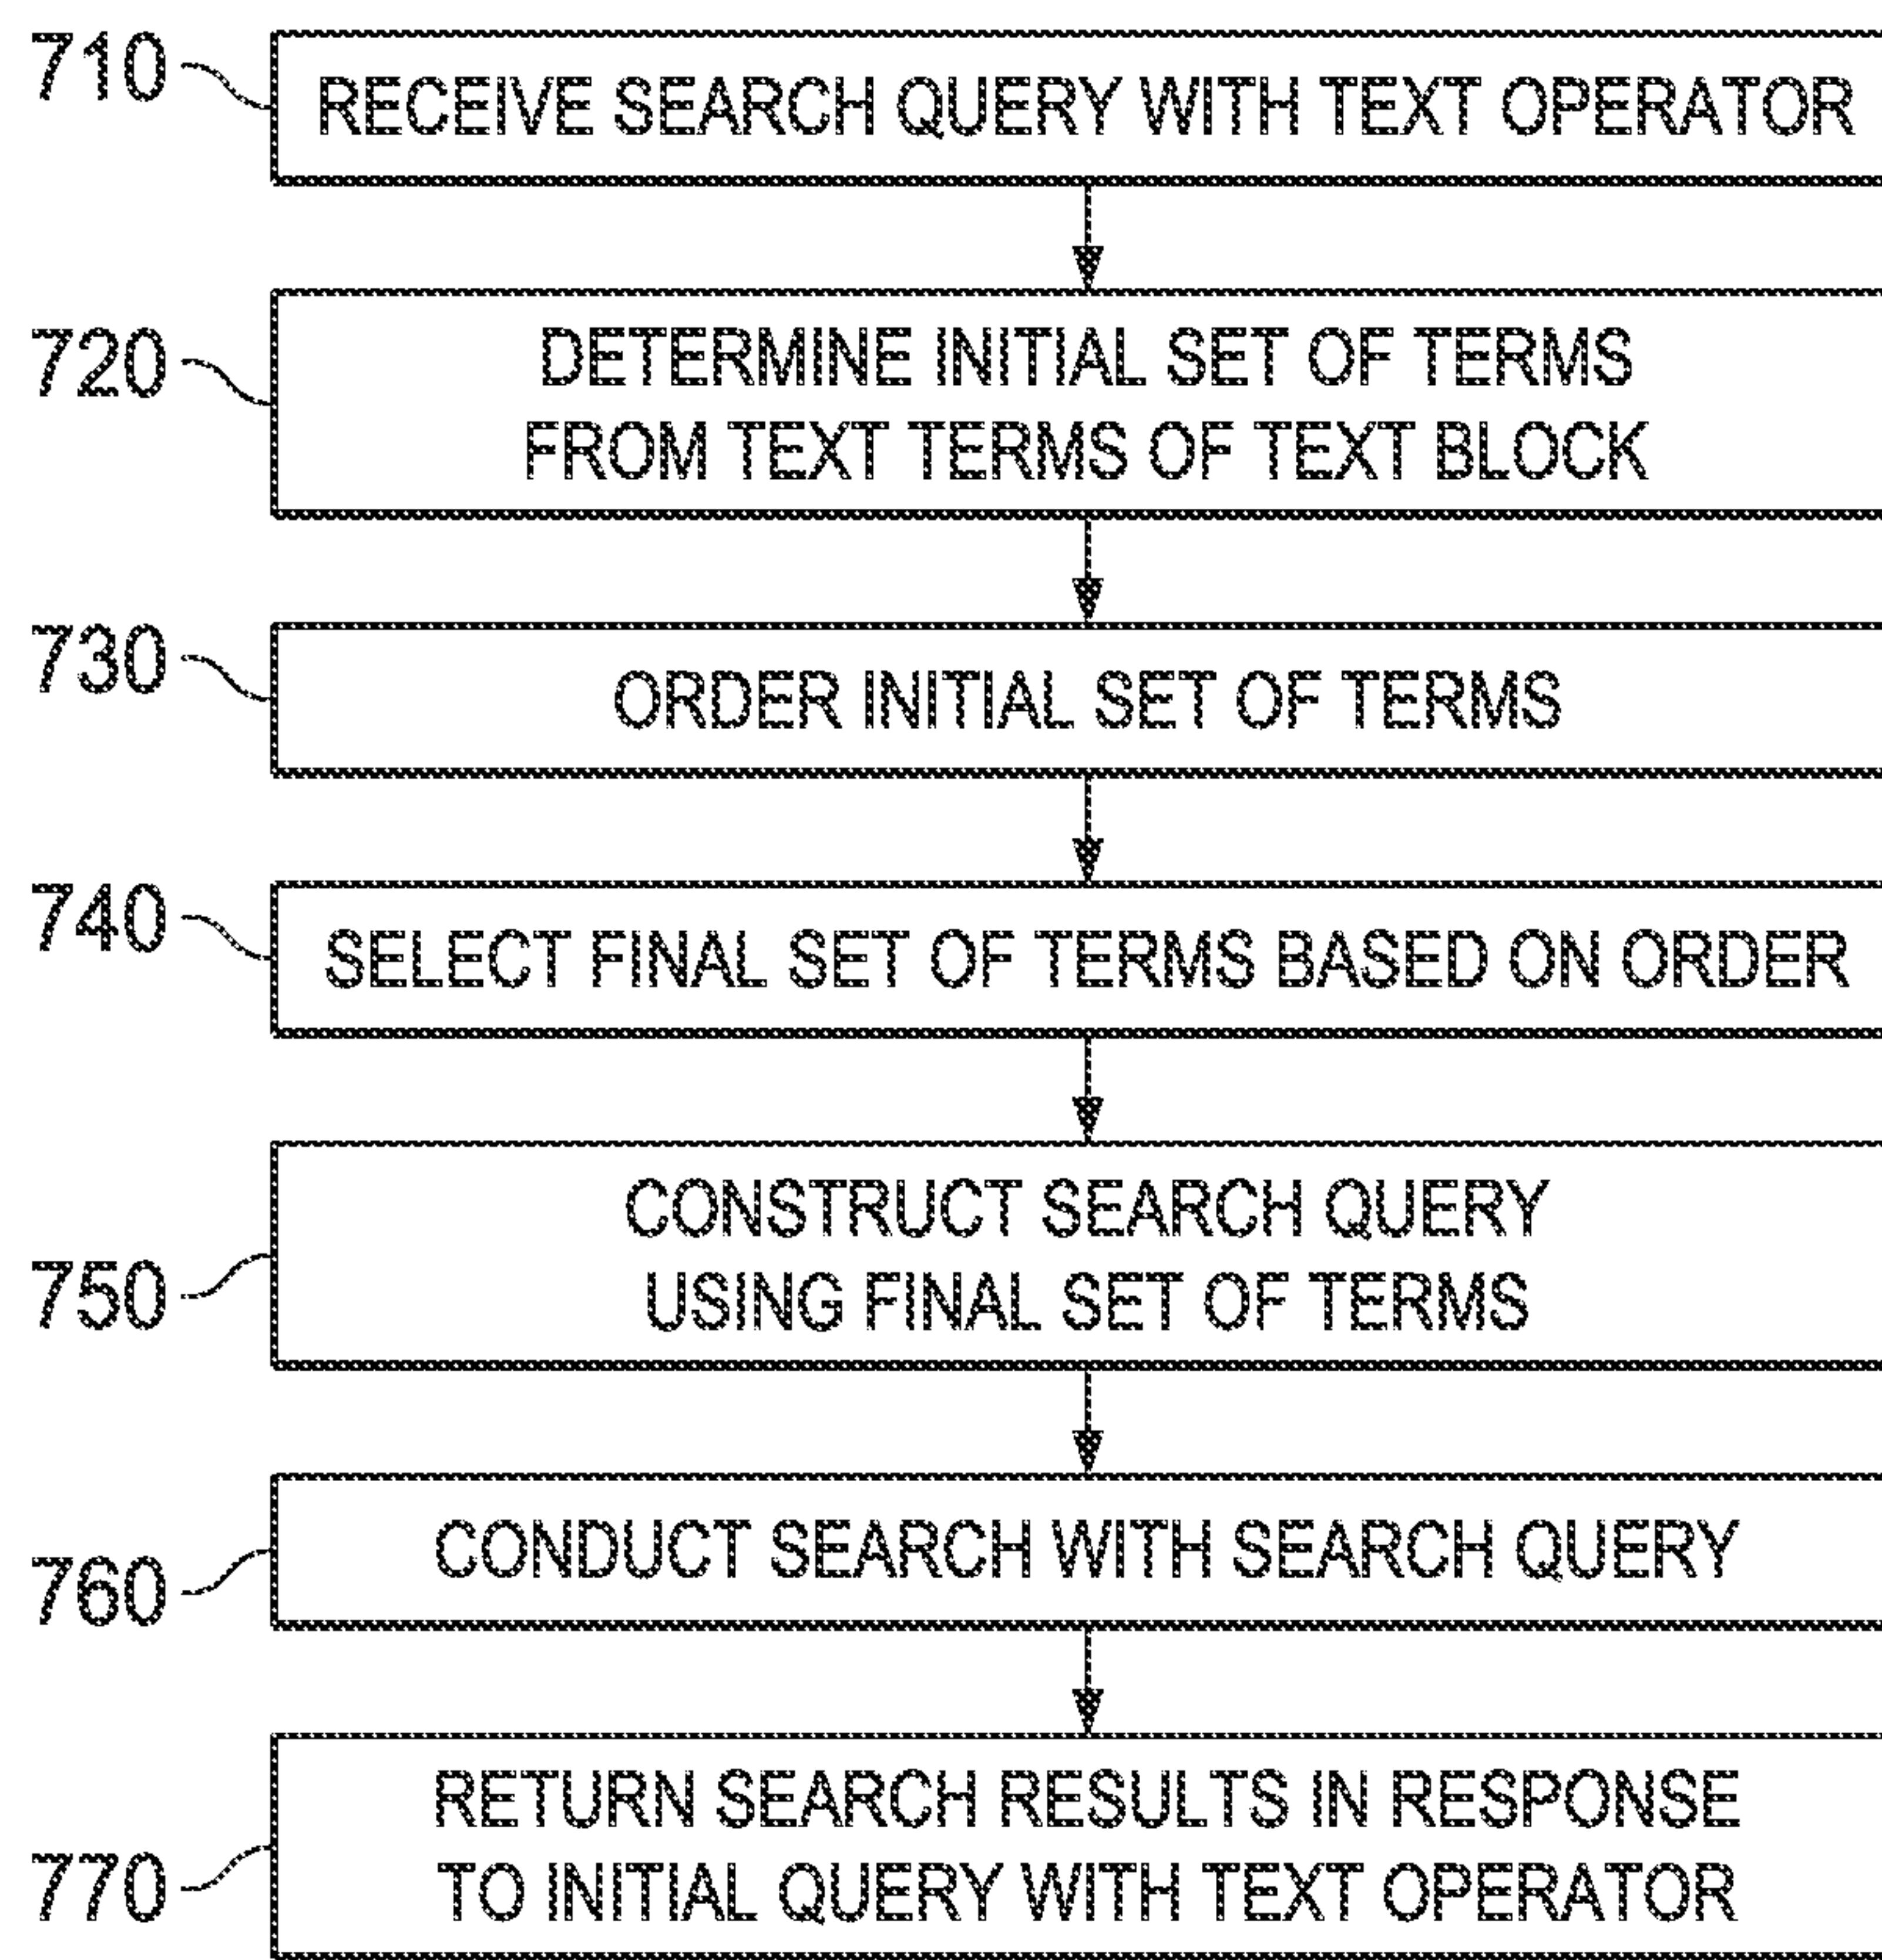 710
RECEIVE SEARCH QUERY WITH TEXT OPERATOR
720
DETERMINE INITIAL SET OF TERMS
FROM TEXT TERMS OF TEXT BLOCK
730
ORDER INITIAL SET OF TERMS
740
SELECT FINAL SET OF TERMS BASED ON ORDER
750
CONSTRUCT SEARCH QUERY
USING FINAL SET OF TERMS
760
CONDUCT SEARCH WITH SEARCH QUERY
770
RETURN SEARCH RESULTS IN RESPONSE
TO INITIAL QUERY WITH TEXT OPERATOR